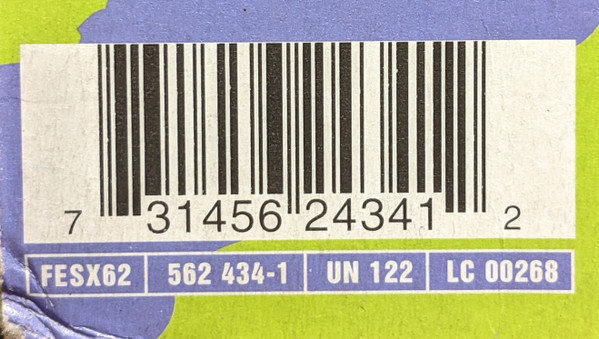 7 31456 24341 2
FESX62 562 434-1 UN 122 LC 00268